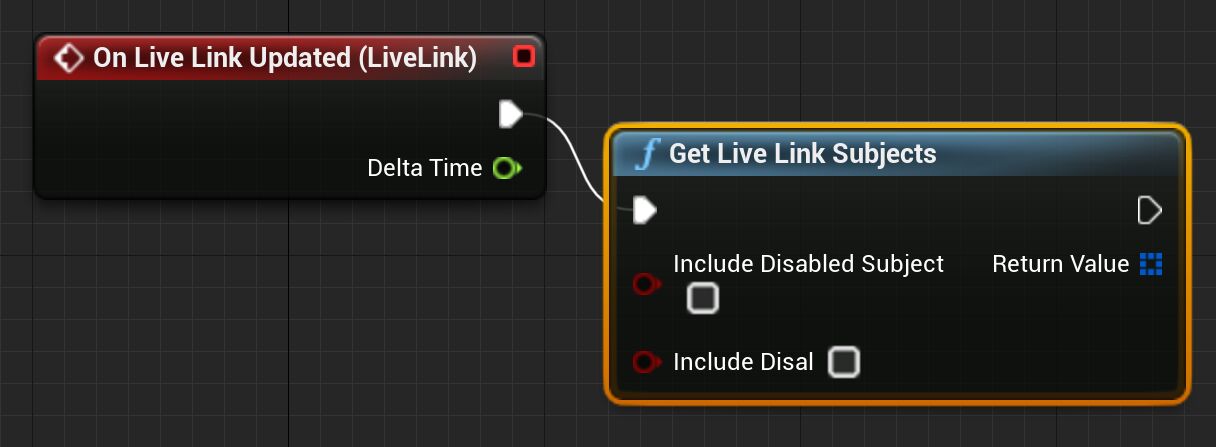 On Live Link Updated (LiveLink)
Delta Time
Get Live Link Subjects
Include Disabled Subject
Return Value
Include Disal